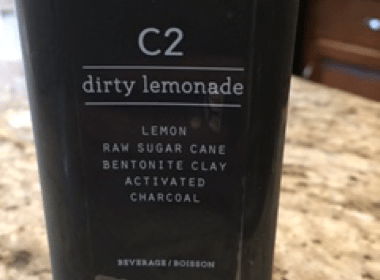 C2
dirty lemonade
LEMON
RAW SUGAR CANE
BENTONITE CLAY
ACTIVATED
CHARCOAL
BEVERAGE / BOISSON